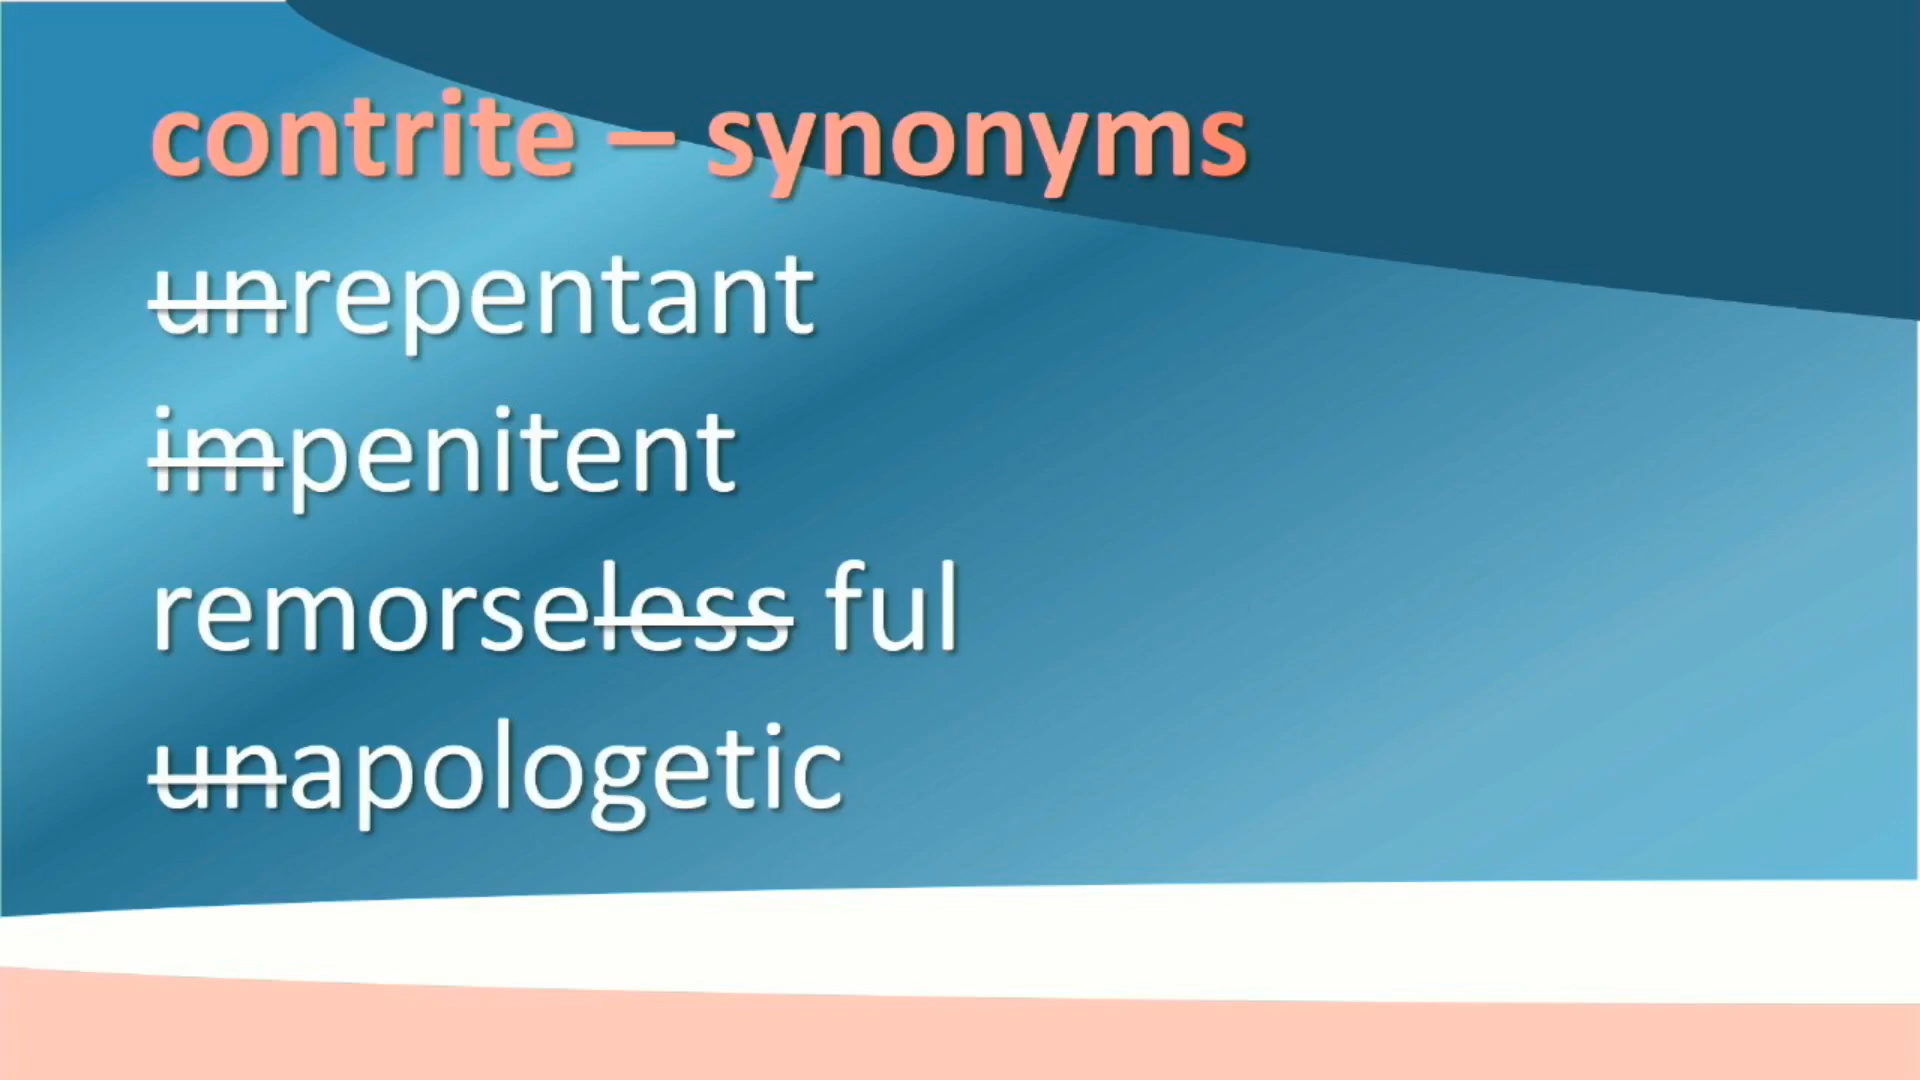 contrite – synonyms
unrepentant
impenitent
remorseless ful
unapologetic